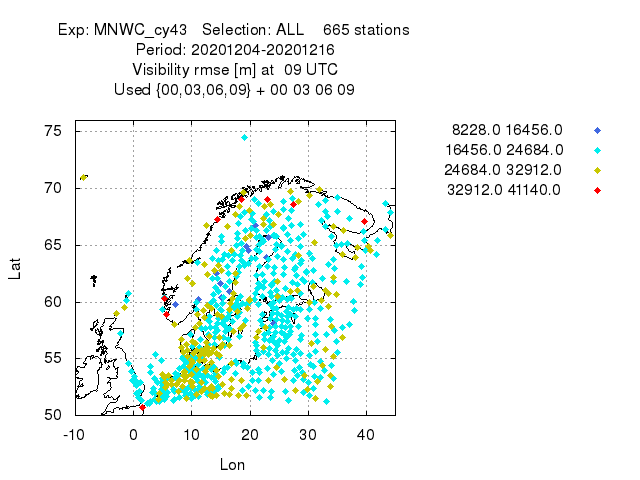 Exp: MNWC_cy43 Selection: ALL 665 stations
Period: 20201204-20201216
Visibility rmse [m] at 09 UTC
Used {00,03,06,09} + 00 03 06 09
8228.0 16456.0
16456.0 24684.0
24684.0 32912.0
32912.0 41140.0
75
70
65
60
55
50
Lat
-10 0 10 20 30 40
Lon